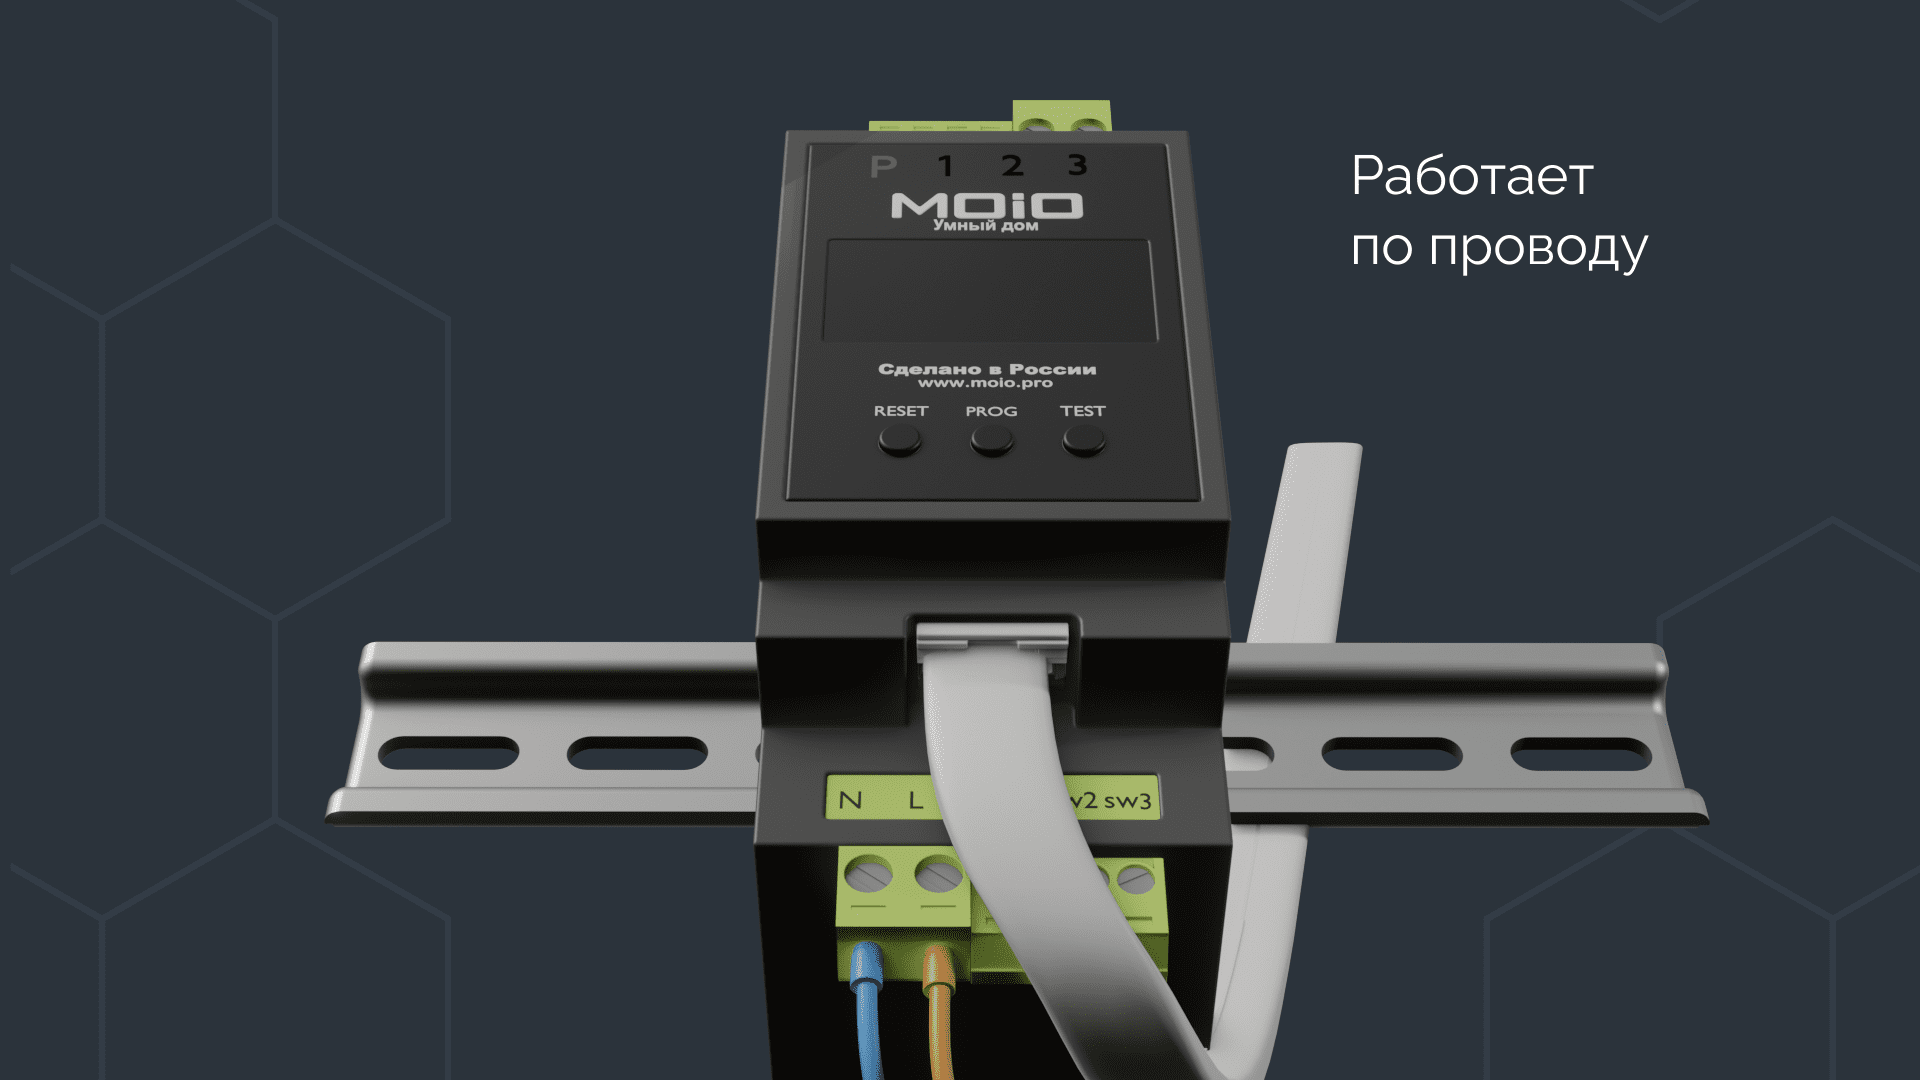 P 1 2 3
MOiO
Умный дом
Работает
по проводу
Сделано в России
www.moio.pro
RESET PROG TEST
N L sw3